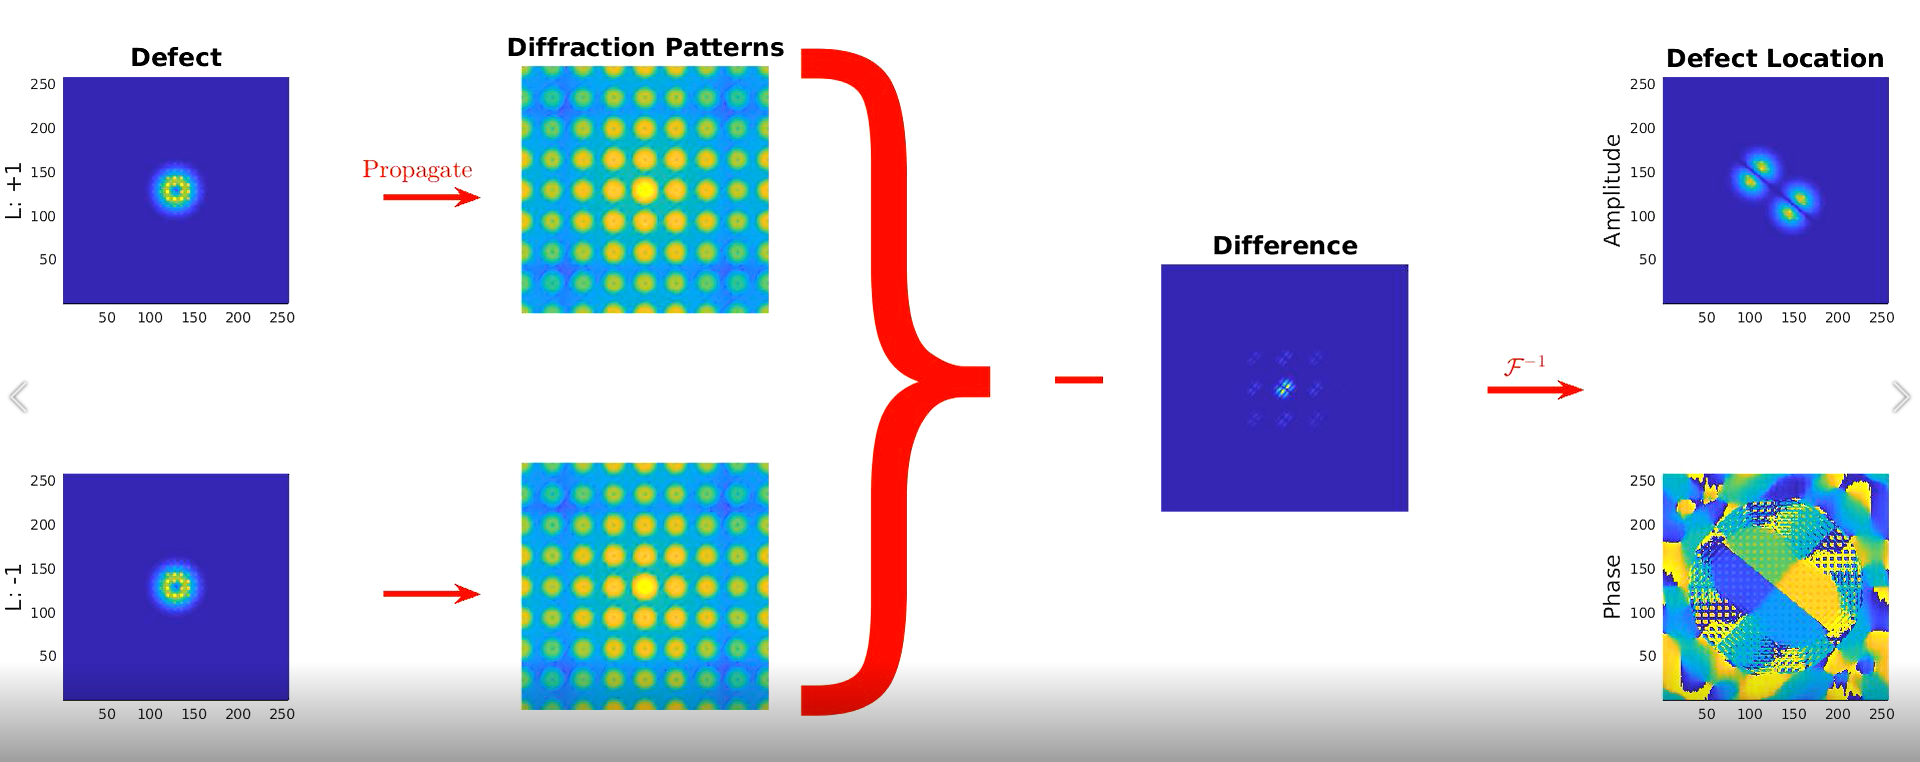 Defect
Diffraction Patterns
Defect Location
L: +1
250
200
150
100
50
50 100 150 200 250
Propagate
Difference
Amplitude
250
200
150
100
50
50 100 150 200 250
ℱ⁻¹
L: -1
250
200
150
100
50
50 100 150 200 250
Phase
250
200
150
100
50
50 100 150 200 250